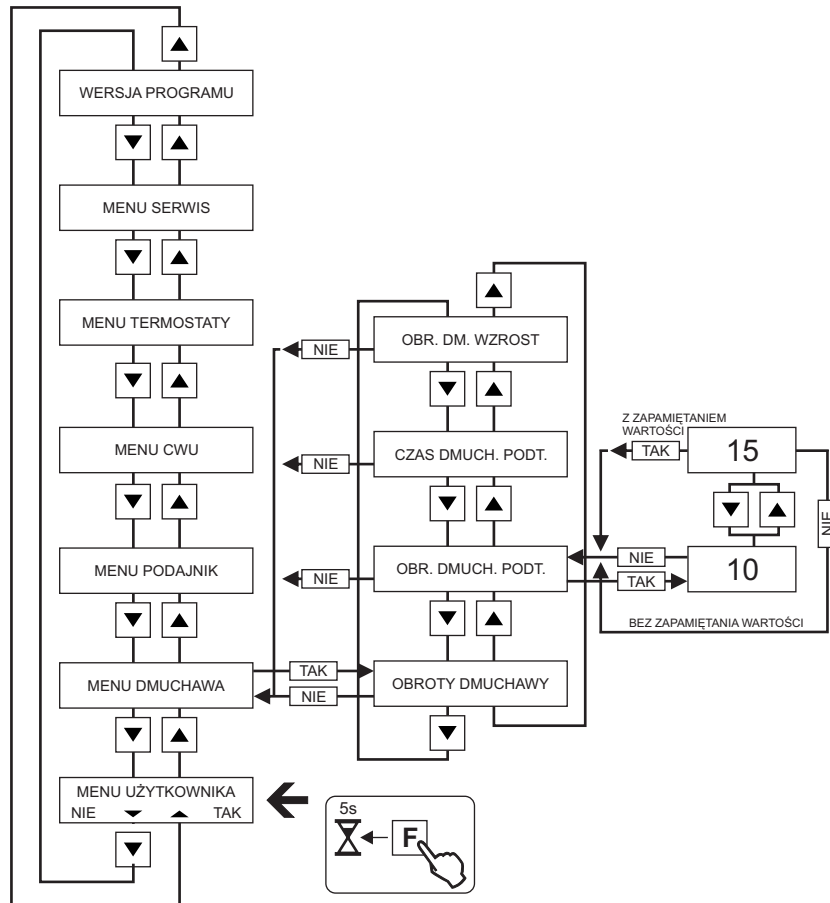 WERSJA PROGRAMU
MENU SERWIS
MENU TERMOSTATY
MENU CWU
MENU PODAJNIK
MENU DMUCHAWA
MENU UŻYTKOWNIKA
NIE TAK
TAK
NIE
NIE
OBR. DM. WZROST
NIE
CZAS DMUCH. PODT.
NIE
OBR. DMUCH. PODT.
OBROTY DMUCHAWY
Z ZAPAMIĘTANIEM
WARTOŚCI
TAK
15
NIE
NIE
TAK
10
BEZ ZAPAMIĘTANIA WARTOŚCI
5s
F